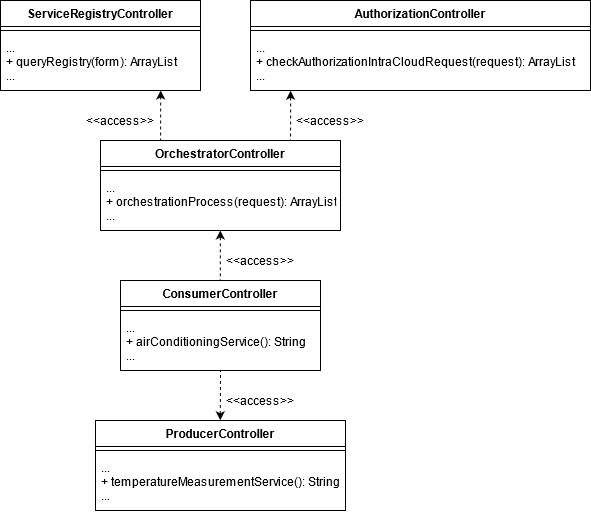 ServiceRegistryController
...
+ queryRegistry(form): ArrayList
...
AuthorizationController
...
+ checkAuthorizationIntraCloudRequest(request): ArrayList
...
<<access>>
<<access>>
OrchestratorController
...
+ orchestrationProcess(request): ArrayList
...
<<access>>
ConsumerController
...
+ airConditioningService(): String
...
<<access>>
ProducerController
...
+ temperatureMeasurementService(): String
...